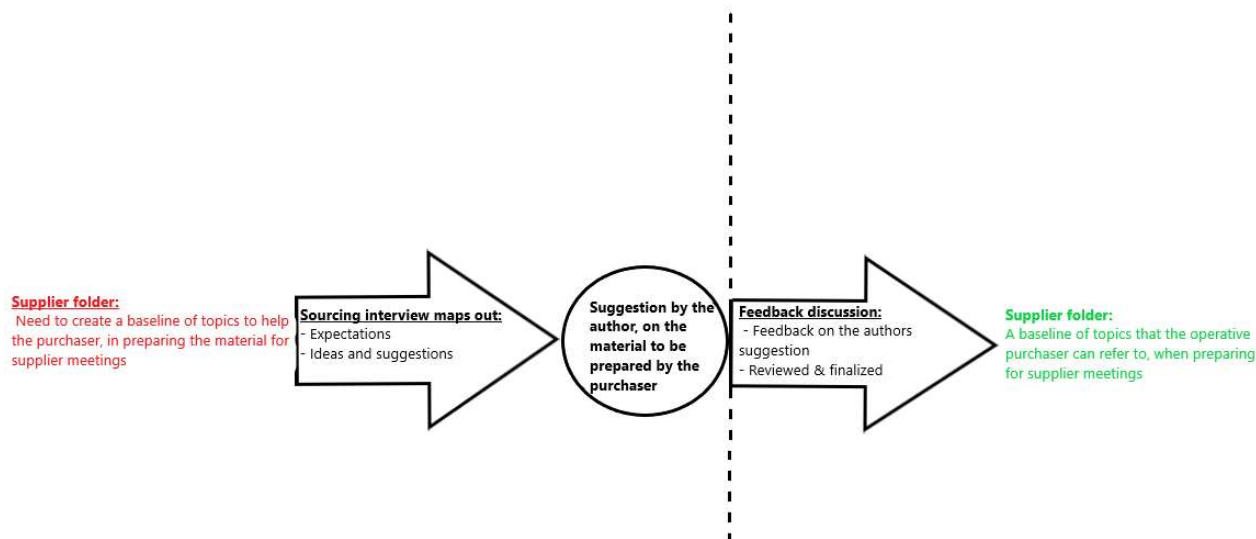 Supplier folder:
Need to create a baseline of topics to help
the purchaser, in preparing the material for
supplier meetings
Sourcing interview maps out:
- Expectations
- Ideas and suggestions
Suggestion by the
author, on the
material to be
prepared by the
purchaser
Feedback discussion:
- Feedback on the authors
suggestion
- Reviewed & finalized
Supplier folder:
A baseline of topics that the operative
purchaser can refer to, when preparing
for supplier meetings